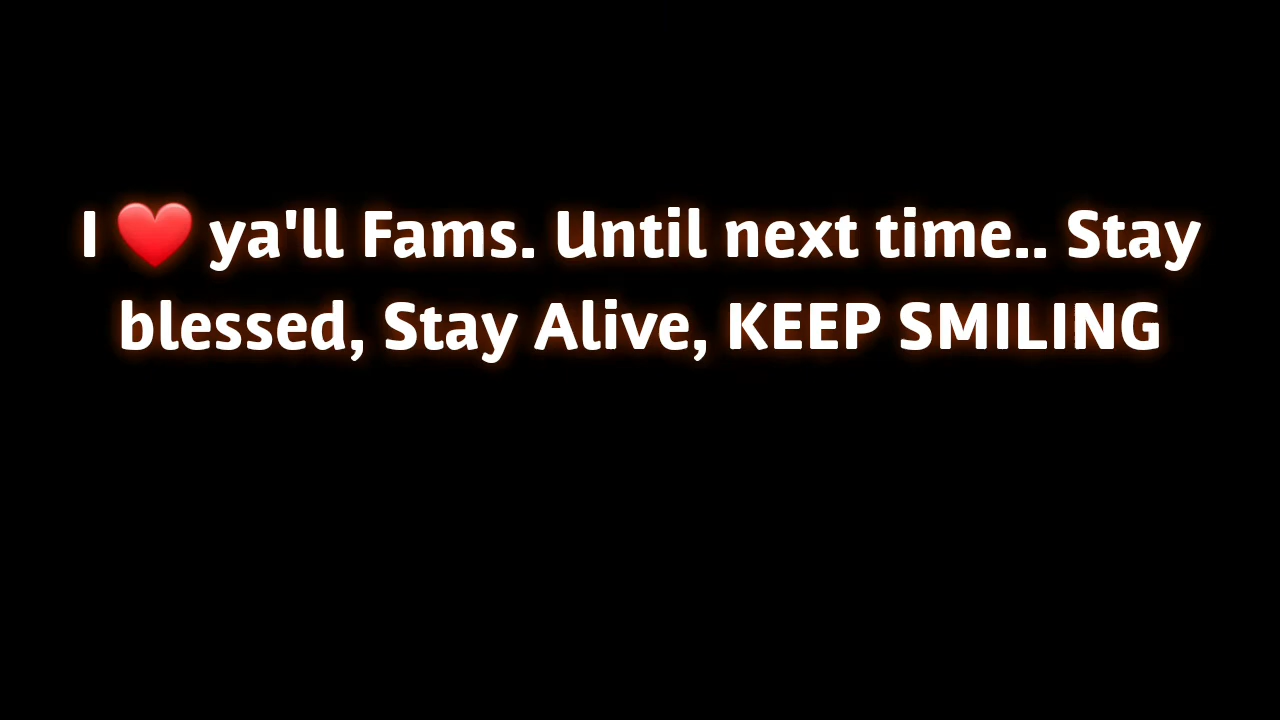 I ❤️ ya'll Fams. Until next time.. Stay
blessed, Stay Alive, KEEP SMILING